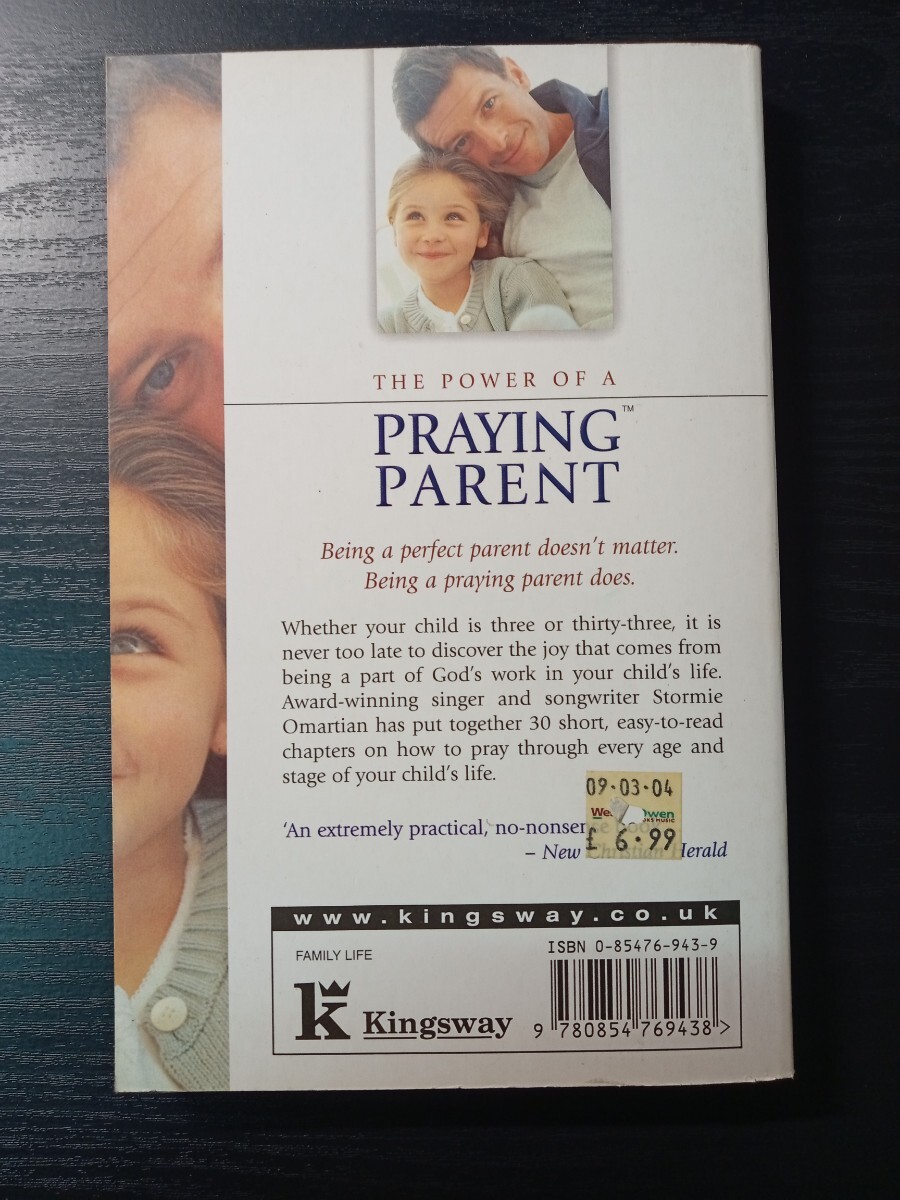 THE POWER OF A
PRAYING™
PARENT
Being a perfect parent doesn't matter.
Being a praying parent does.
Whether your child is three or thirty-three, it is
never too late to discover the joy that comes from
being a part of God's work in your child's life.
Award-winning singer and songwriter Stormie
Omartian has put together 30 short, easy-to-read
chapters on how to pray through every age and
stage of your child's life.
09·03·04
£ 6·99
'An extremely practical, no-nonsense book'
– New Christian Herald
www.kingsway.co.uk
FAMILY LIFE
ISBN 0-85476-943-9
k Kingsway
9 780854 769438 >